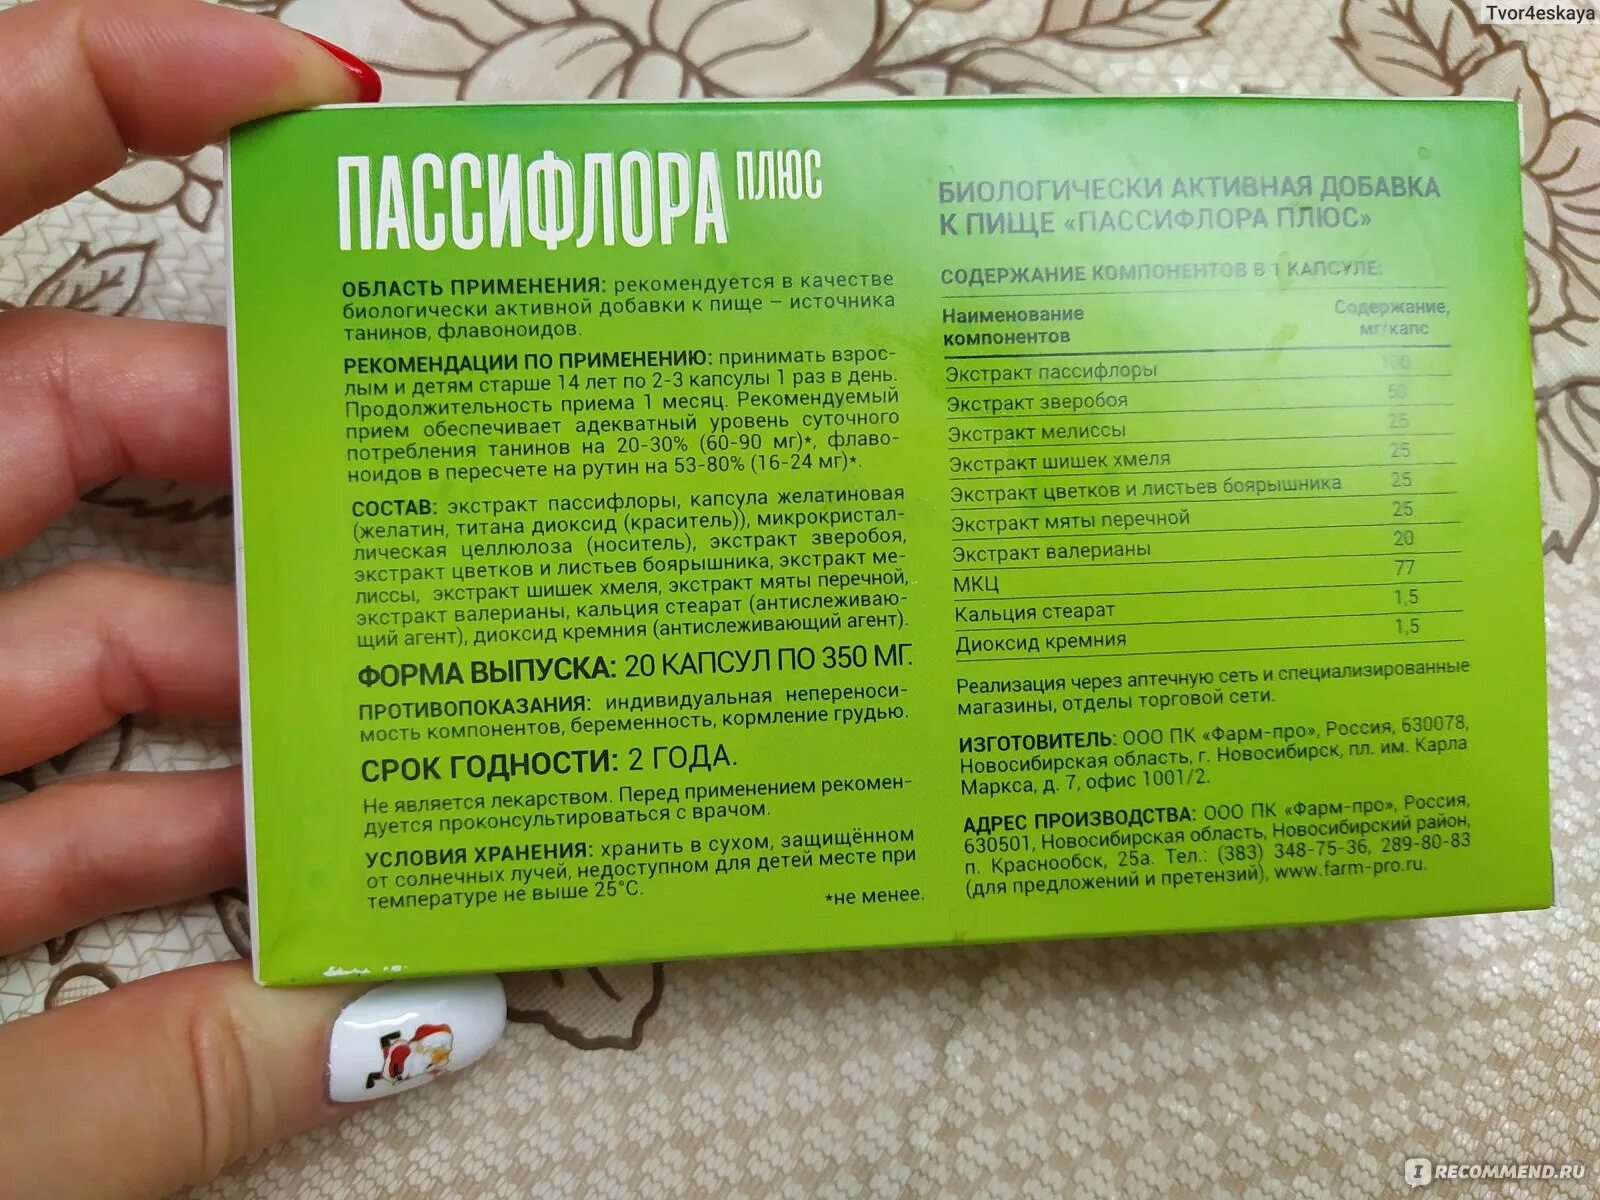 Tvor4eskaya
ПАССИФЛОРА ПЛЮС
ОБЛАСТЬ ПРИМЕНЕНИЯ: рекомендуется в качестве
биологически активной добавки к пище – источника
танинов, флавоноидов.
РЕКОМЕНДАЦИИ ПО ПРИМЕНЕНИЮ: принимать взрос-
лым и детям старше 14 лет по 2-3 капсулы 1 раз в день.
Продолжительность приема 1 месяц. Рекомендуемый
прием обеспечивает адекватный уровень суточного
потребления танинов на 20-30% (60-90 мг)*, флаво-
ноидов в пересчете на рутин на 53-80% (16-24 мг)*.
СОСТАВ: экстракт пассифлоры, капсула желатиновая
(желатин, титана диоксид (краситель)), микрокристал-
лическая целлюлоза (носитель), экстракт зверобоя,
экстракт цветков и листьев боярышника, экстракт ме-
лиссы, экстракт шишек хмеля, экстракт мяты перечной,
экстракт валерианы, кальция стеарат (антислеживаю-
щий агент), диоксид кремния (антислеживающий агент).
ФОРМА ВЫПУСКА: 20 КАПСУЛ ПО 350 МГ.
ПРОТИВОПОКАЗАНИЯ: индивидуальная непереноси-
мость компонентов, беременность, кормление грудью.
СРОК ГОДНОСТИ: 2 ГОДА.
Не является лекарством. Перед применением рекомен-
дуется проконсультироваться с врачом.
УСЛОВИЯ ХРАНЕНИЯ: хранить в сухом, защищённом
от солнечных лучей, недоступном для детей месте при
температуре не выше 25°С.
*не менее.
БИОЛОГИЧЕСКИ АКТИВНАЯ ДОБАВКА
К ПИЩЕ «ПАССИФЛОРА ПЛЮС»
СОДЕРЖАНИЕ КОМПОНЕНТОВ В 1 КАПСУЛЕ:
Наименование Содержание,
компонентов мг/капс
Экстракт пассифлоры 100
Экстракт зверобоя 50
Экстракт мелиссы 25
Экстракт шишек хмеля 25
Экстракт цветков и листьев боярышника 25
Экстракт мяты перечной 25
Экстракт валерианы 20
МКЦ 77
Кальция стеарат 1,5
Диоксид кремния 1,5
Реализация через аптечную сеть и специализированные
магазины, отделы торговой сети.
ИЗГОТОВИТЕЛЬ: ООО ПК «Фарм-про», Россия, 630078,
Новосибирская область, г. Новосибирск, пл. им. Карла
Маркса, д. 7, офис 1001/2.
АДРЕС ПРОИЗВОДСТВА: ООО ПК «Фарм-про», Россия,
630501, Новосибирская область, Новосибирский район,
п. Краснообск, 25а. Тел.: (383) 348-75-36, 289-80-83
(для предложений и претензий), www.farm-pro.ru.
IRECOMMEND.RU